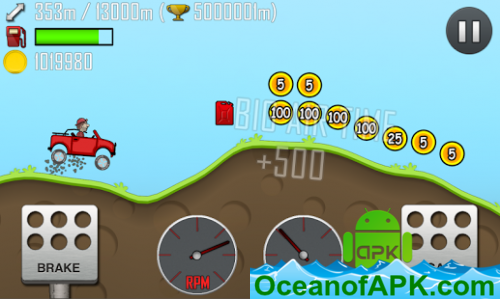 353m / 13000m ( 500000m)
1019980
5 5
100 100 100 100 25 5 5
BIG AIR TIME
+500
BRAKE
RPM
apk
OceanofAPK.com